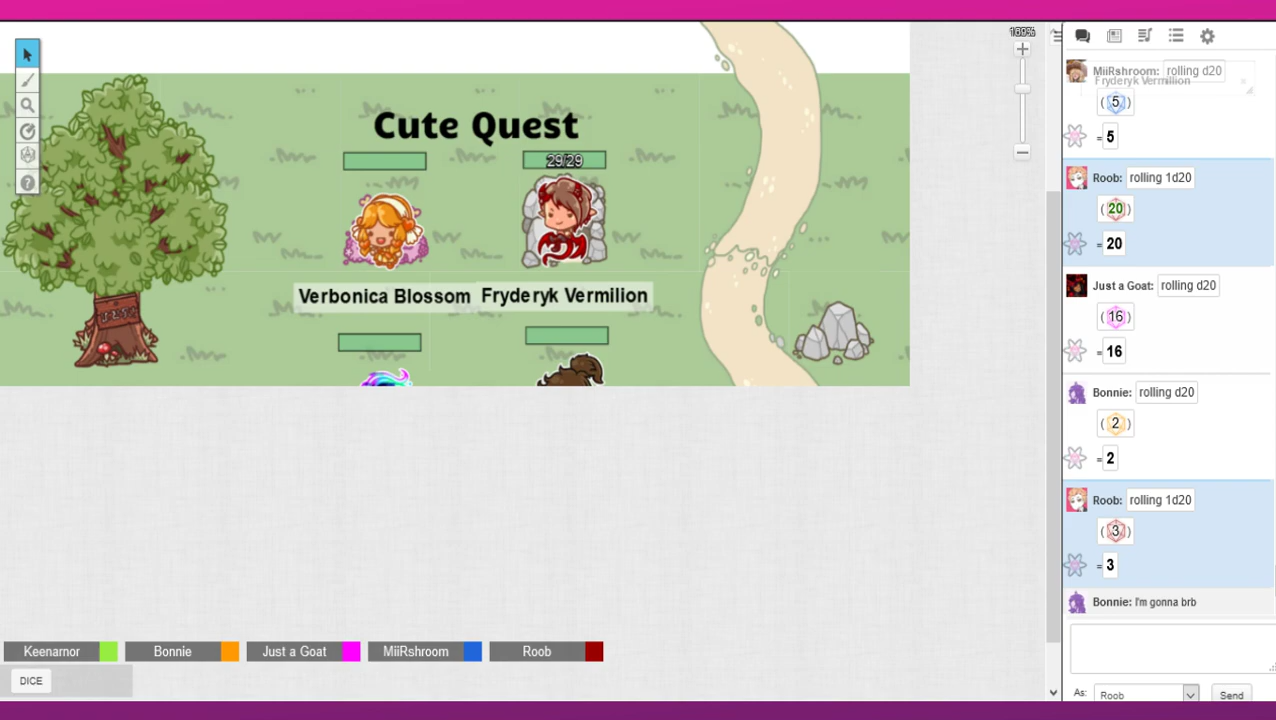 160%
MiiRshroom: rolling d20
Fryderyk Vermillion
(5)
= 5
Cute Quest
29/29
Roob: rolling 1d20
(20)
= 20
Just a Goat: rolling d20
(16)
= 16
Verbonica Blossom Fryderyk Vermilion
Bonnie: rolling d20
(2)
= 2
Roob: rolling 1d20
(3)
= 3
Bonnie: I'm gonna brb
Keenarnor Bonnie Just a Goat MiiRshroom Roob
DICE
As: Roob Send